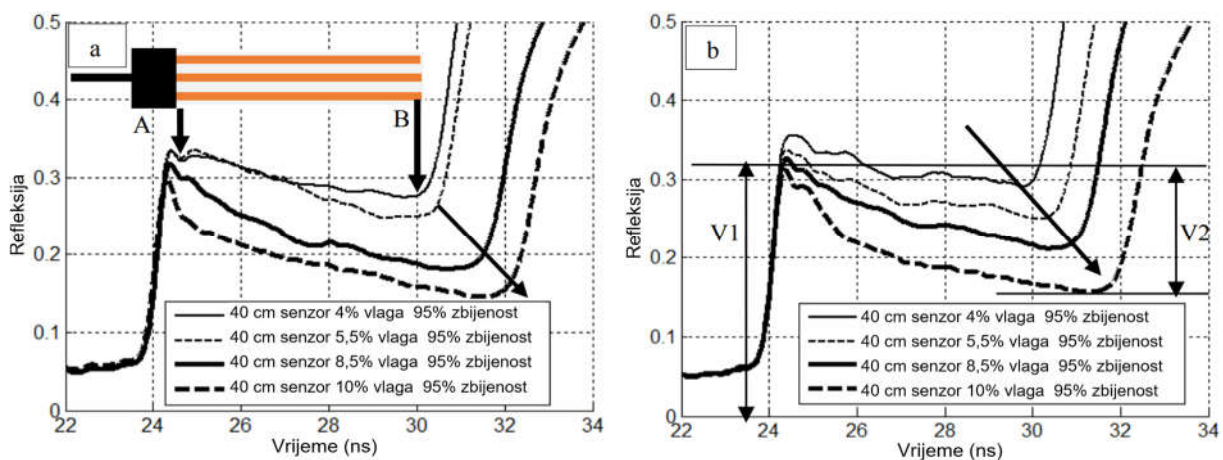 a
A
B
Refleksija
0.5
0.4
0.3
0.2
0.1
0
40 cm senzor 4% vlaga 95% zbijenost
40 cm senzor 5,5% vlaga 95% zbijenost
40 cm senzor 8,5% vlaga 95% zbijenost
40 cm senzor 10% vlaga 95% zbijenost
22 24 26 28 30 32 34
Vrijeme (ns)
b
V1
V2
Refleksija
0.5
0.4
0.3
0.2
0.1
0
40 cm senzor 4% vlaga 95% zbijenost
40 cm senzor 5,5% vlaga 95% zbijenost
40 cm senzor 8,5% vlaga 95% zbijenost
40 cm senzor 10% vlaga 95% zbijenost
22 24 26 28 30 32 34
Vrijeme (ns)